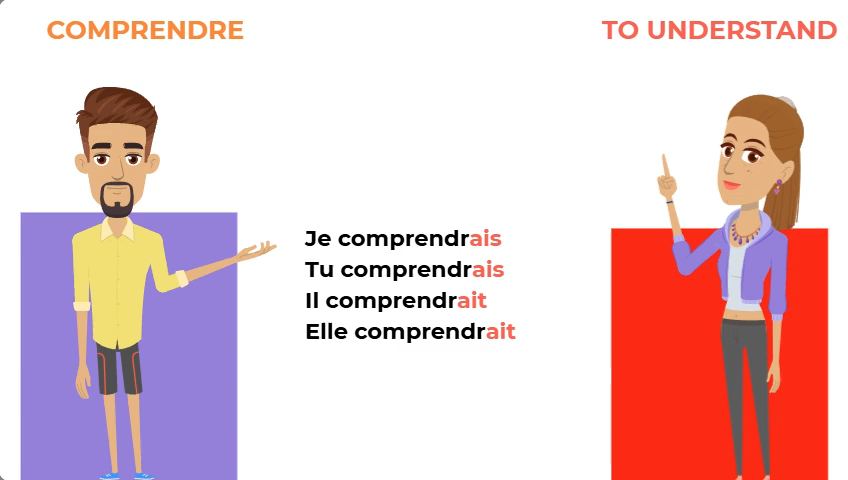 COMPRENDRE
TO UNDERSTAND
Je comprendrais
Tu comprendrais
Il comprendrait
Elle comprendrait